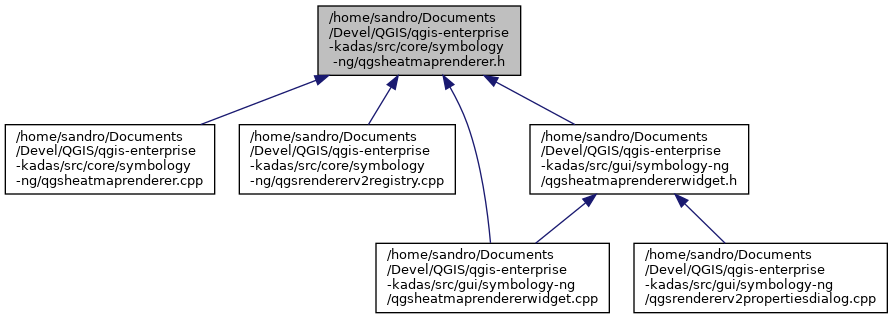 /home/sandro/Documents
/Devel/QGIS/qgis-enterprise
-kadas/src/core/symbology
-ng/qgsheatmaprenderer.h
/home/sandro/Documents
/Devel/QGIS/qgis-enterprise
-kadas/src/core/symbology
-ng/qgsheatmaprenderer.cpp
/home/sandro/Documents
/Devel/QGIS/qgis-enterprise
-kadas/src/core/symbology
-ng/qgsrendererv2registry.cpp
/home/sandro/Documents
/Devel/QGIS/qgis-enterprise
-kadas/src/gui/symbology-ng
/qgsheatmaprendererwidget.h
/home/sandro/Documents
/Devel/QGIS/qgis-enterprise
-kadas/src/gui/symbology-ng
/qgsheatmaprendererwidget.cpp
/home/sandro/Documents
/Devel/QGIS/qgis-enterprise
-kadas/src/gui/symbology-ng
/qgsrendererv2propertiesdialog.cpp